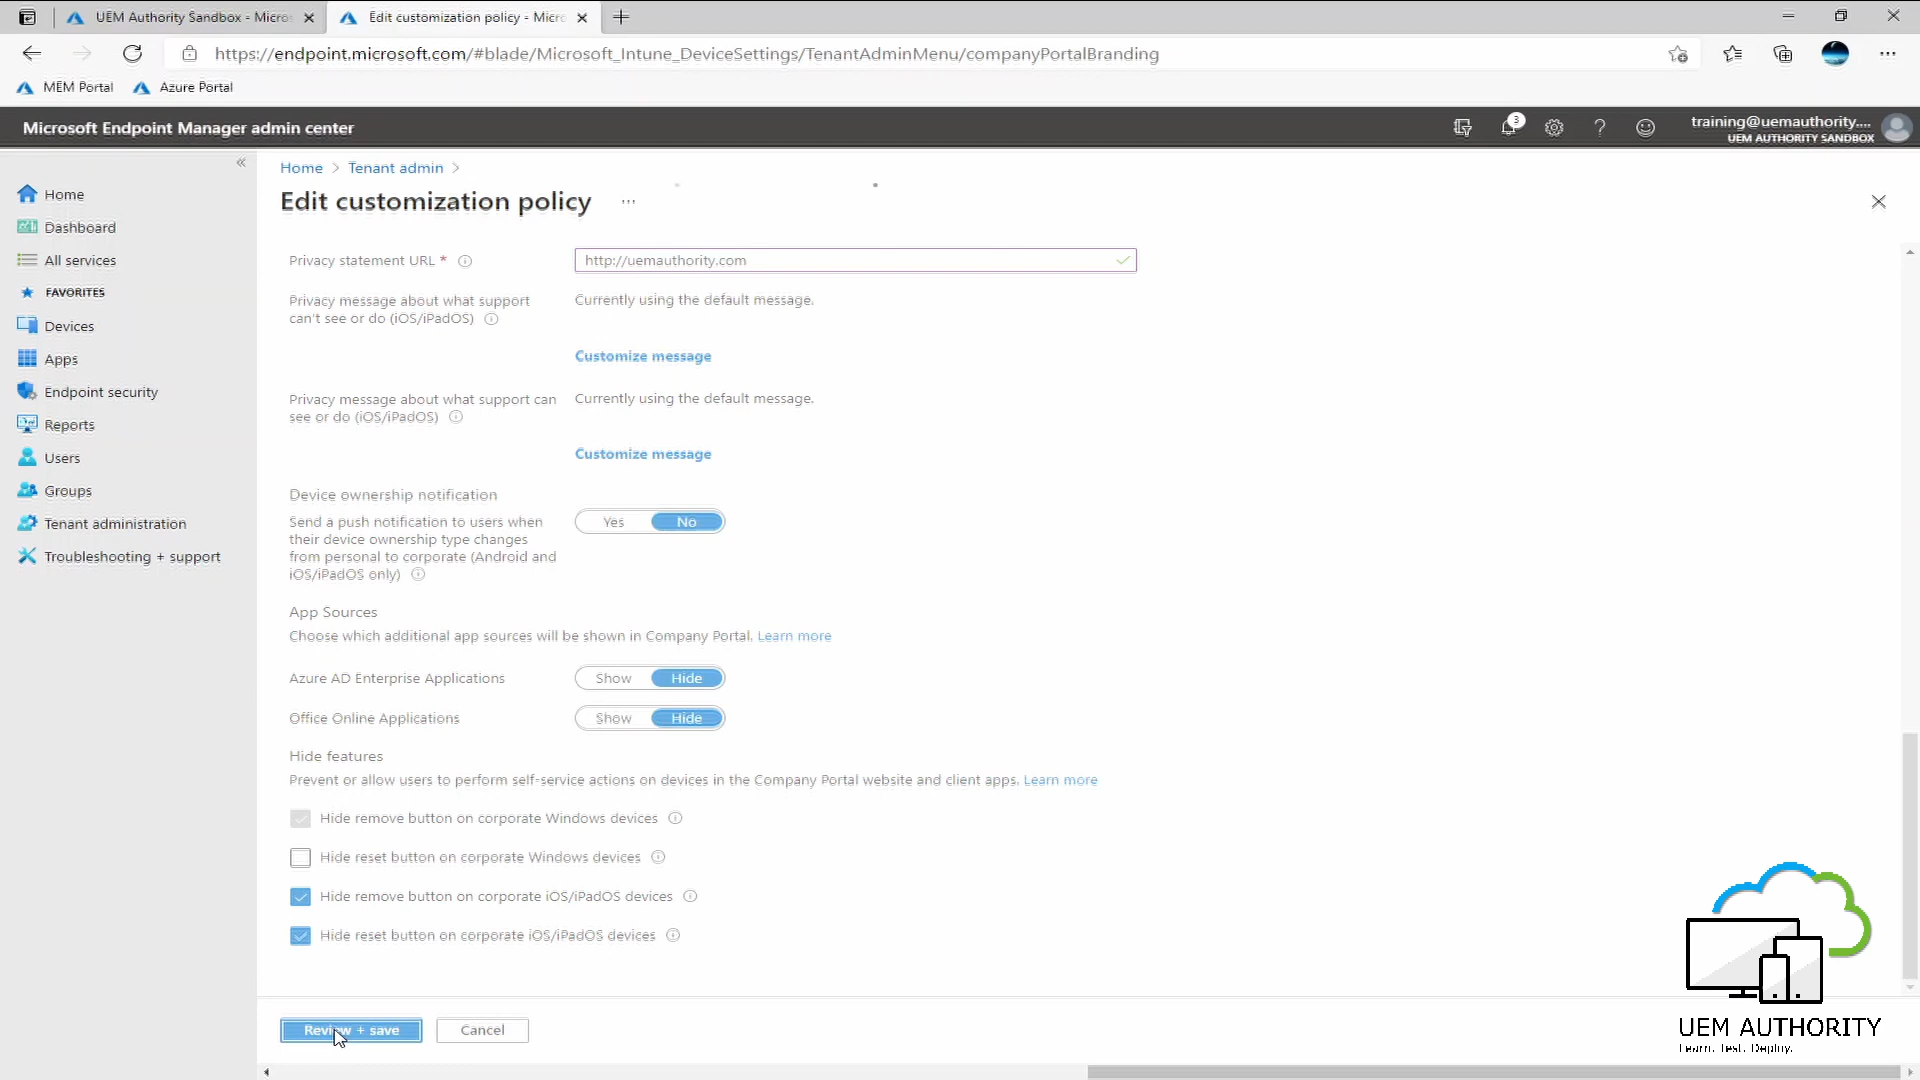 UEM Authority Sandbox - Micros
Edit customization policy - Micro
https://endpoint.microsoft.com/#blade/Microsoft_Intune_DeviceSettings/TenantAdminMenu/companyPortalBranding
MEM Portal
Azure Portal
Microsoft Endpoint Manager admin center
3
training@uemauthority....
UEM AUTHORITY SANDBOX
Home
Dashboard
All services
FAVORITES
Devices
Apps
Endpoint security
Reports
Users
Groups
Tenant administration
Troubleshooting + support
Home > Tenant admin >
Edit customization policy ...
Privacy statement URL * http://uemauthority.com
Privacy message about what support
can't see or do (iOS/iPadOS)
Currently using the default message.
Customize message
Privacy message about what support can
see or do (iOS/iPadOS)
Currently using the default message.
Customize message
Device ownership notification
Send a push notification to users when
their device ownership type changes
from personal to corporate (Android and
iOS/iPadOS only)
Yes No
App Sources
Choose which additional app sources will be shown in Company Portal. Learn more
Azure AD Enterprise Applications Show Hide
Office Online Applications Show Hide
Hide features
Prevent or allow users to perform self-service actions on devices in the Company Portal website and client apps. Learn more
Hide remove button on corporate Windows devices
Hide reset button on corporate Windows devices
Hide remove button on corporate iOS/iPadOS devices
Hide reset button on corporate iOS/iPadOS devices
Review + save
Cancel
UEM AUTHORITY
Learn. Test. Deploy.